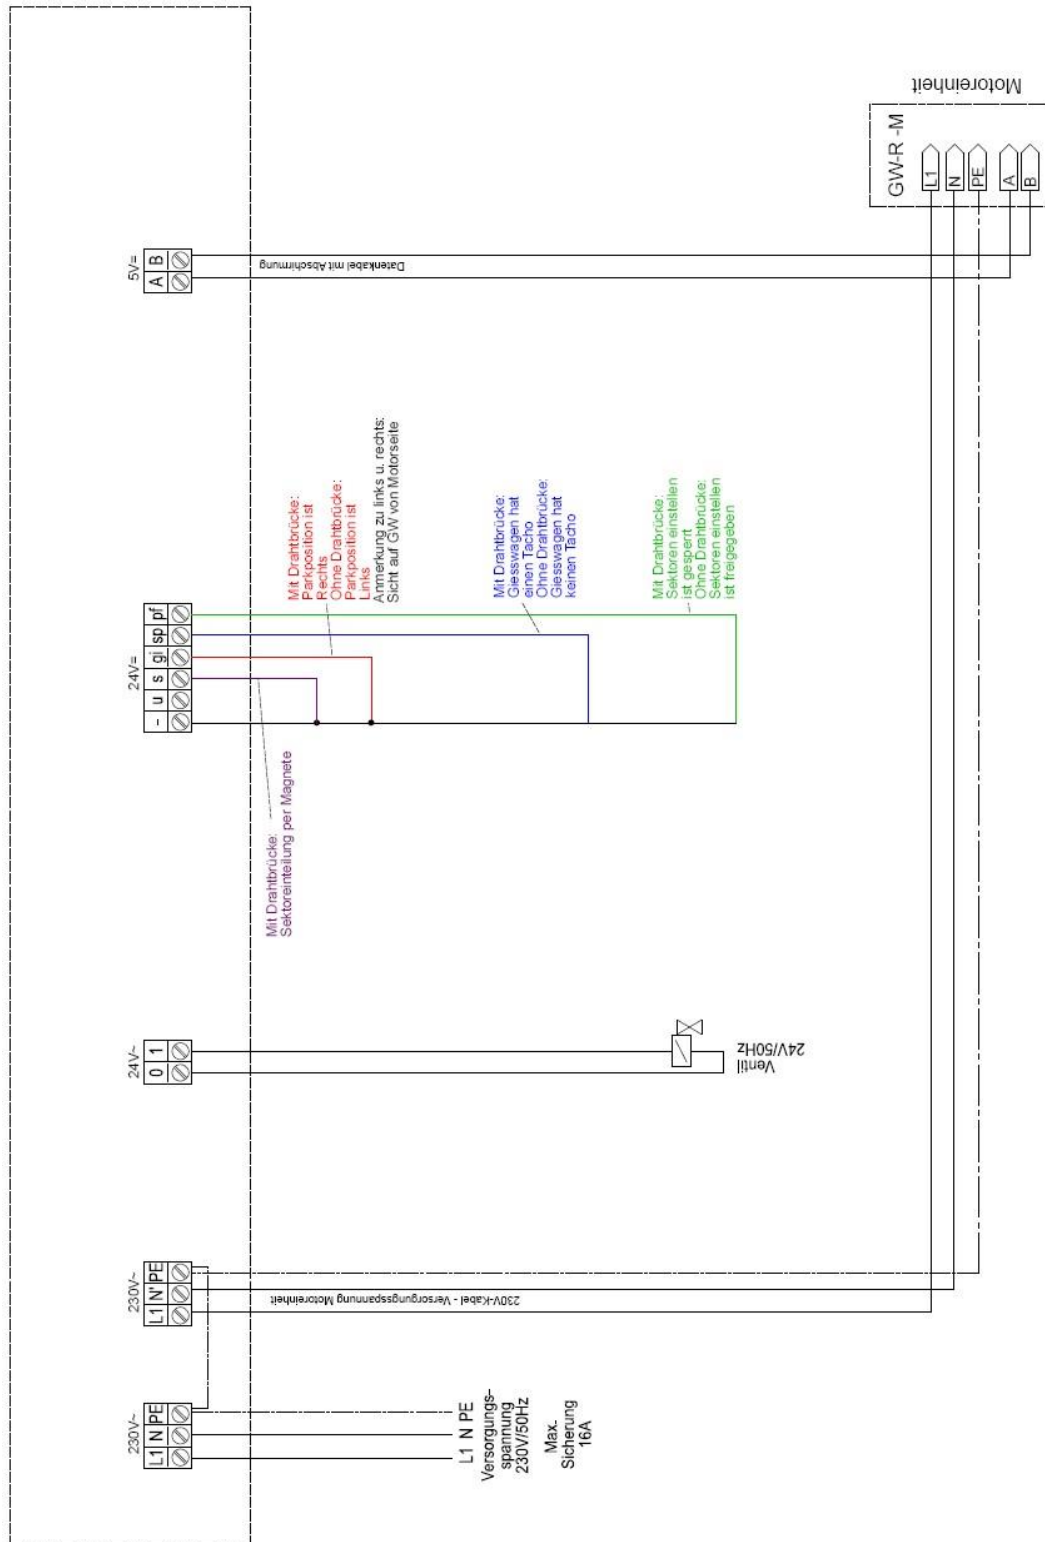 230V~
L1 N PE
230V~
L1 N' PE
24V~
0 1
24V=
- u s gi sp pf
5V=
A B
L1 N PE
Versorgungs-
spannung
230V/50Hz
Max-
Sicherung
16A
230V-Kabel - Versorgungsspannung Motoreinheit
Ventil
24V/50Hz
Mit Drahtbrücke:
Sektoreinteilung per Magnete
Mit Drahtbrücke:
Parkposition ist
Rechts
Ohne Drahtbrücke:
Parkposition ist
Links
Anmerkung zu links u. rechts:
Sicht auf GW von Motorseite
Mit Drahtbrücke:
Giesswagen hat
einen Tacho
Ohne Drahtbrücke:
Giesswagen hat
keinen Tacho
Mit Drahtbrücke:
Sektoren einstellen
ist gesperrt
Ohne Drahtbrücke:
Sektoren einstellen
ist freigegeben
Datenkabel mit Abschirmung
GW-R -M
L1
N
PE
A
B
Motoreinheit